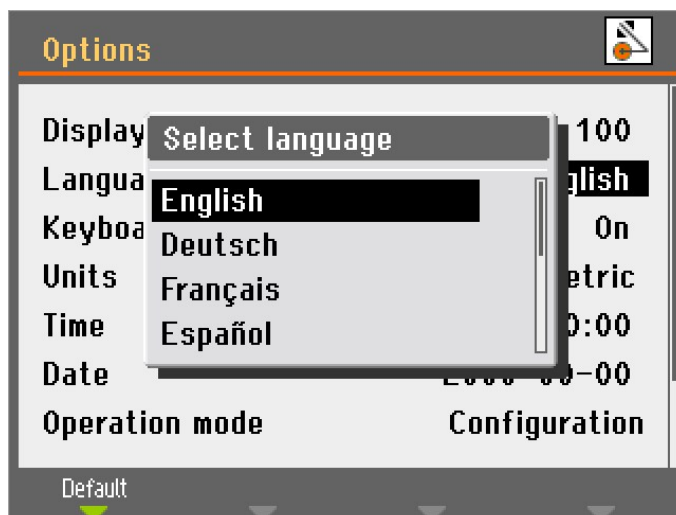 Options
Display 100
Select language
Langua glish
English
Keyboa On
Deutsch
Units etric
Français
Time 0:00
Español
Date
Operation mode Configuration
Default